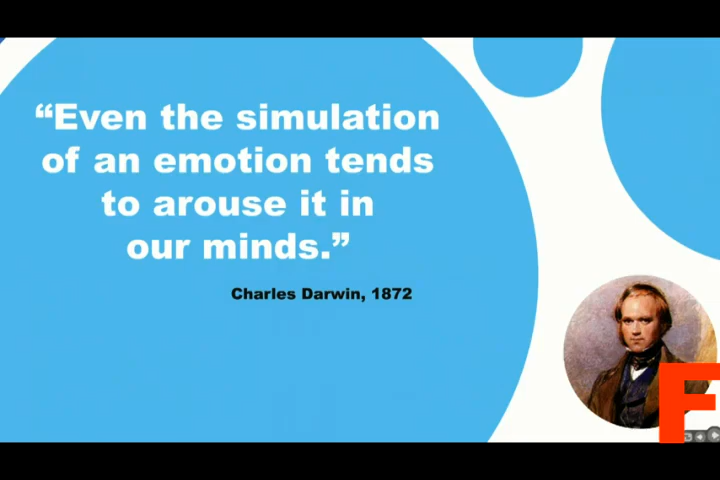 “Even the simulation
of an emotion tends
to arouse it in
our minds.”
Charles Darwin, 1872
F